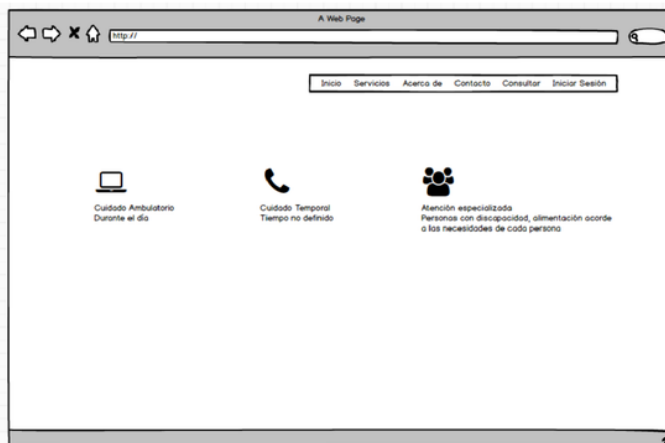 A Web Page
http://
Inicio Servicios Acerca de Contacto Consultar Iniciar Sesión
Cuidado Ambulatorio
Durante el día
Cuidado Temporal
Tiempo no definido
Atención especializada
Personas con discapacidad, alimentación acorde
a las necesidades de cada persona